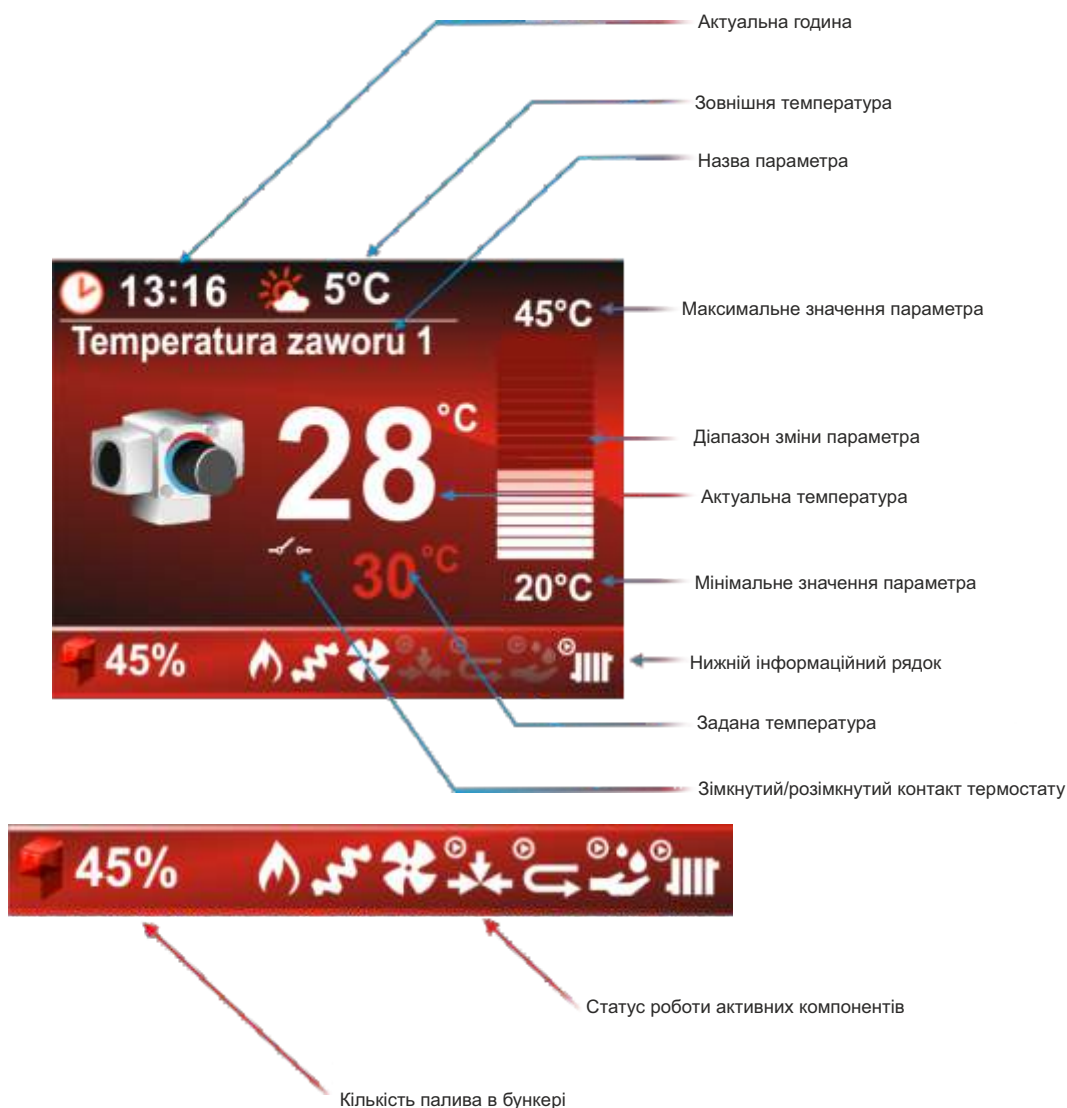 Актуальна година
Зовнішня температура
Назва параметра
13:16 5°C
45°C
Максимальне значення параметра
Temperatura zaworu 1
28°C
Діапазон зміни параметра
Актуальна температура
30°C
20°C
Мінімальне значення параметра
45%
Нижній інформаційний рядок
Задана температура
Зімкнутий/розімкнутий контакт термостату
45%
Статус роботи активних компонентів
Кількість палива в бункері